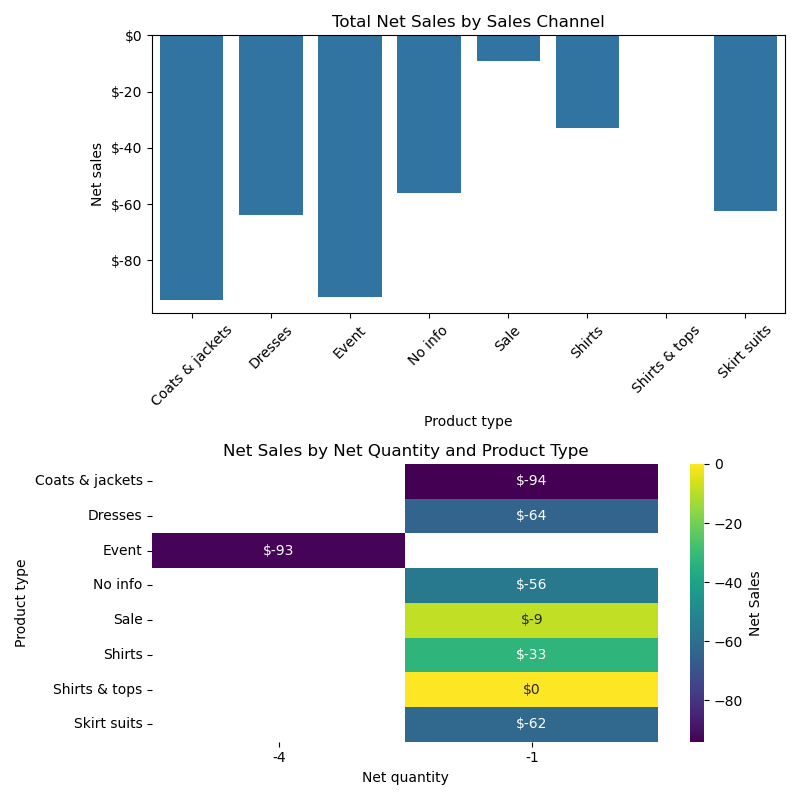 Total Net Sales by Sales Channel
$0
$-20
$-40
$-60
$-80
Net sales
Coats & jackets
Dresses
Event
No info
Sale
Shirts
Shirts & tops
Skirt suits
Product type
Net Sales by Net Quantity and Product Type
Coats & jackets
Dresses
Event
No info
Sale
Shirts
Shirts & tops
Skirt suits
Product type
$-94
$-64
$-93
$-56
$-9
$-33
$0
$-62
-4
-1
Net quantity
0
−20
−40
−60
−80
Net Sales